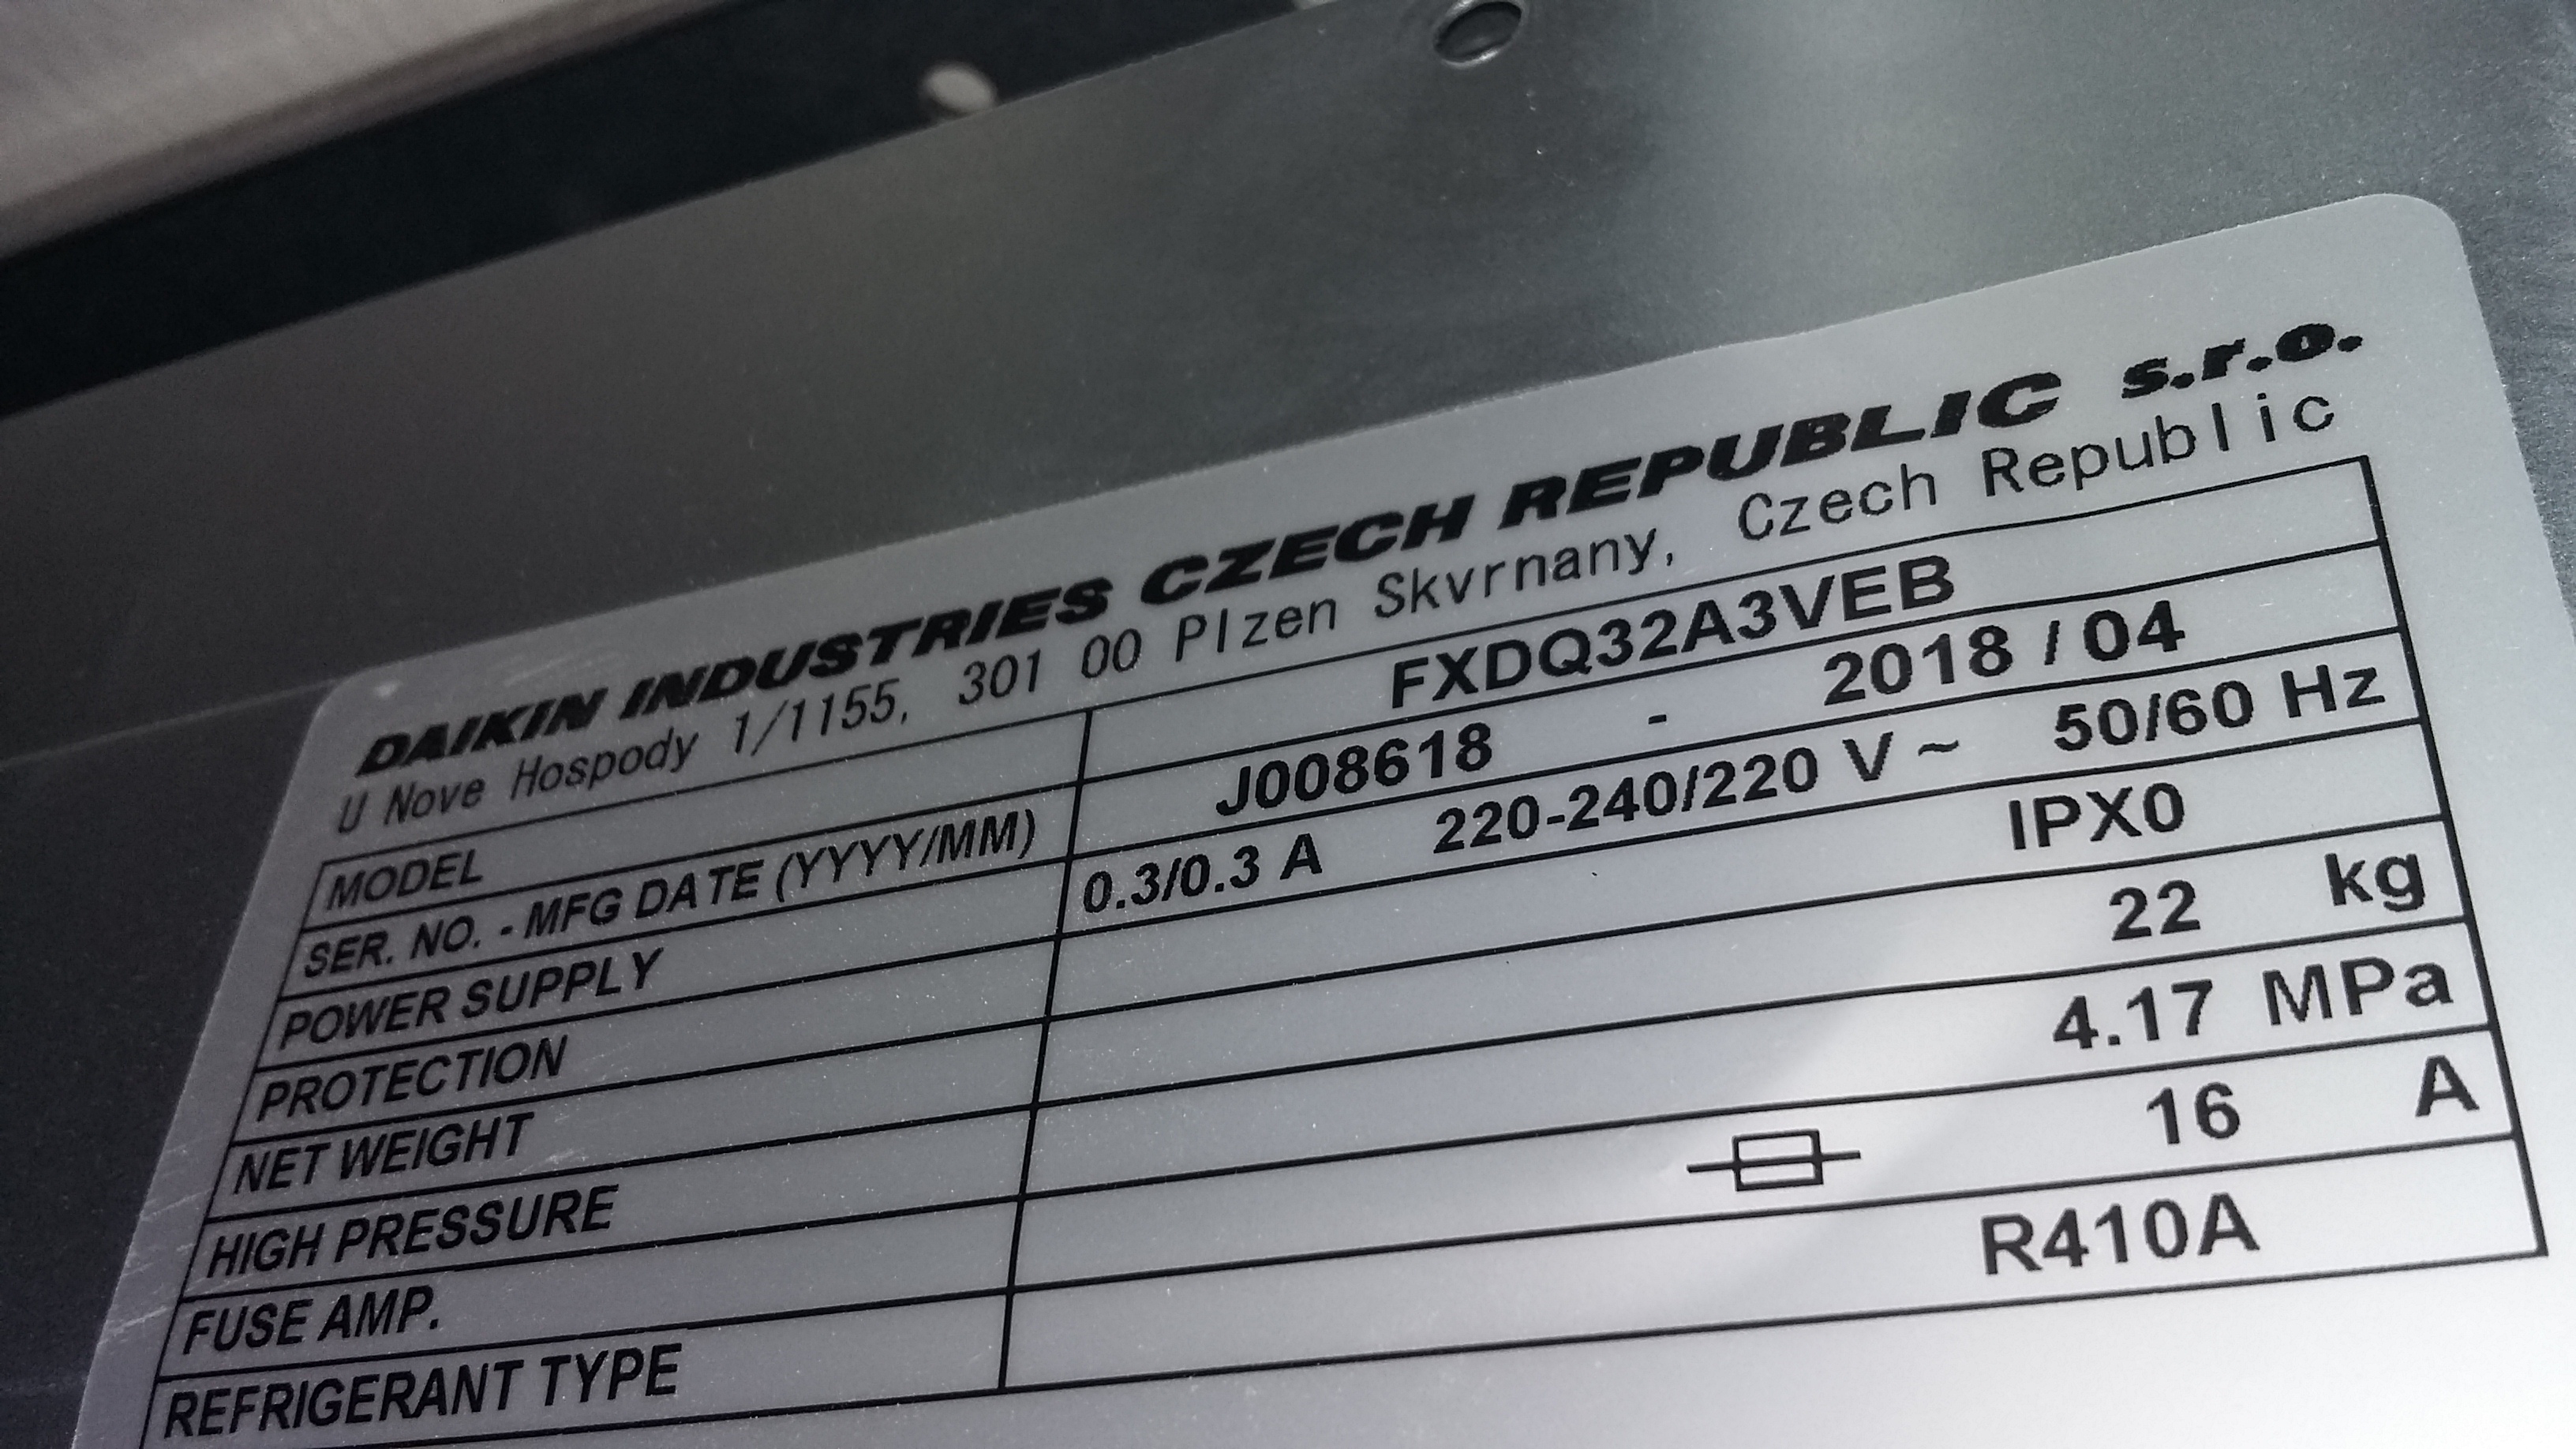 DAIKIN INDUSTRIES CZECH REPUBLIC s.r.o.
U Nove Hospody 1/1155, 301 00 Plzen Skvrnany, Czech Republic
MODEL FXDQ32A3VEB
SER. NO. - MFG DATE (YYYY/MM) J008618 - 2018 / 04
POWER SUPPLY 0.3/0.3 A 220-240/220 V ~ 50/60 Hz
PROTECTION IPX0
NET WEIGHT 22 kg
HIGH PRESSURE 4.17 MPa
FUSE AMP. 16 A
REFRIGERANT TYPE R410A